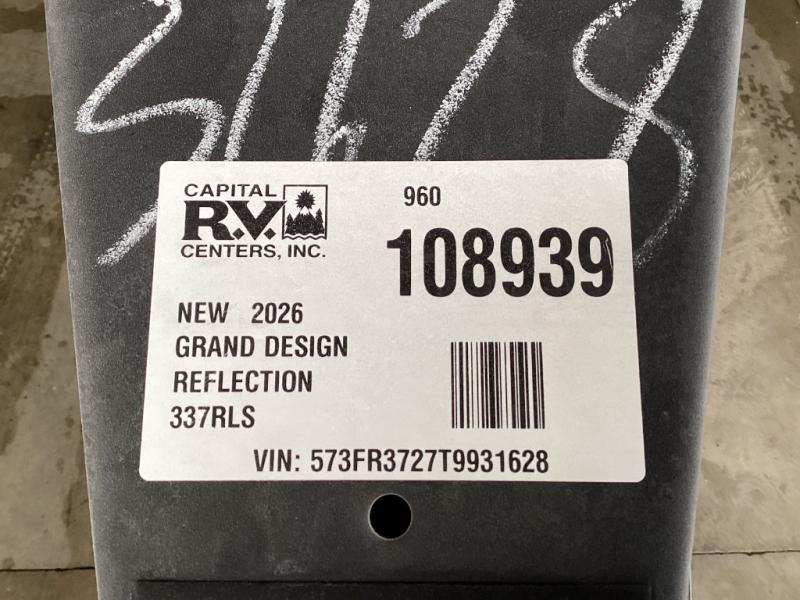 CAPITAL
R.V.
CENTERS, INC.
960
108939
NEW 2026
GRAND DESIGN
REFLECTION
337RLS
VIN: 573FR3727T9931628